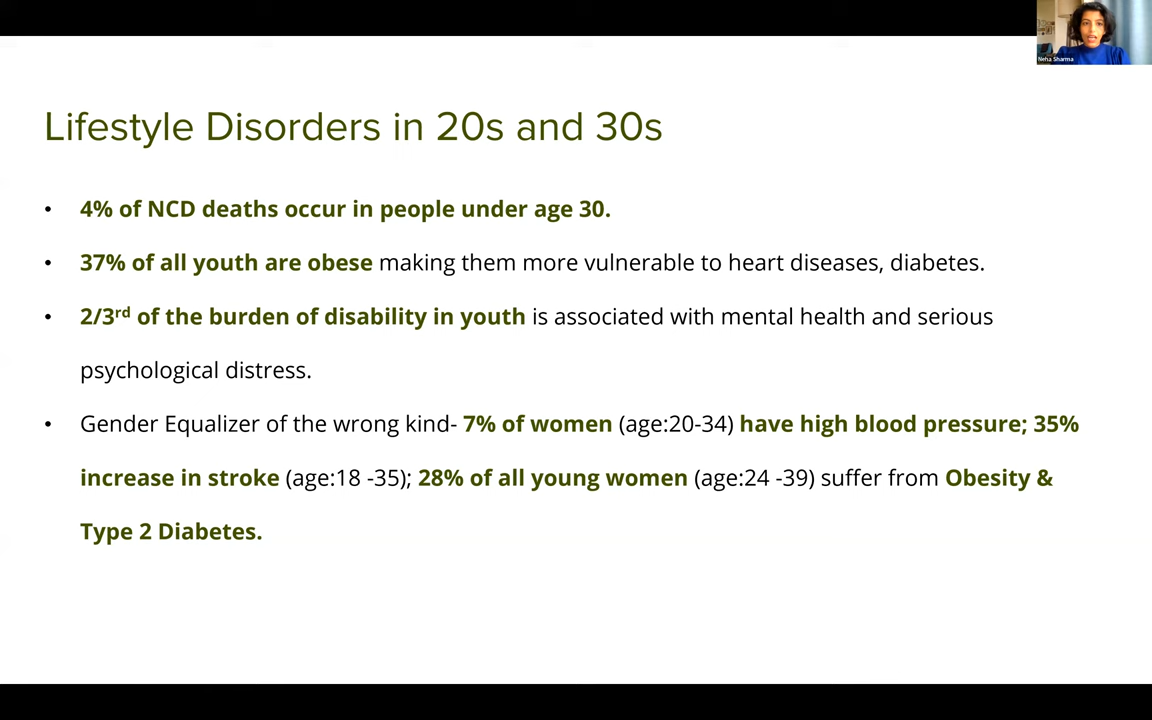 Neha Sharma
Lifestyle Disorders in 20s and 30s
• 4% of NCD deaths occur in people under age 30.
• 37% of all youth are obese making them more vulnerable to heart diseases, diabetes.
• 2/3rd of the burden of disability in youth is associated with mental health and serious
psychological distress.
• Gender Equalizer of the wrong kind- 7% of women (age:20-34) have high blood pressure; 35%
increase in stroke (age:18 -35); 28% of all young women (age:24 -39) suffer from Obesity &
Type 2 Diabetes.